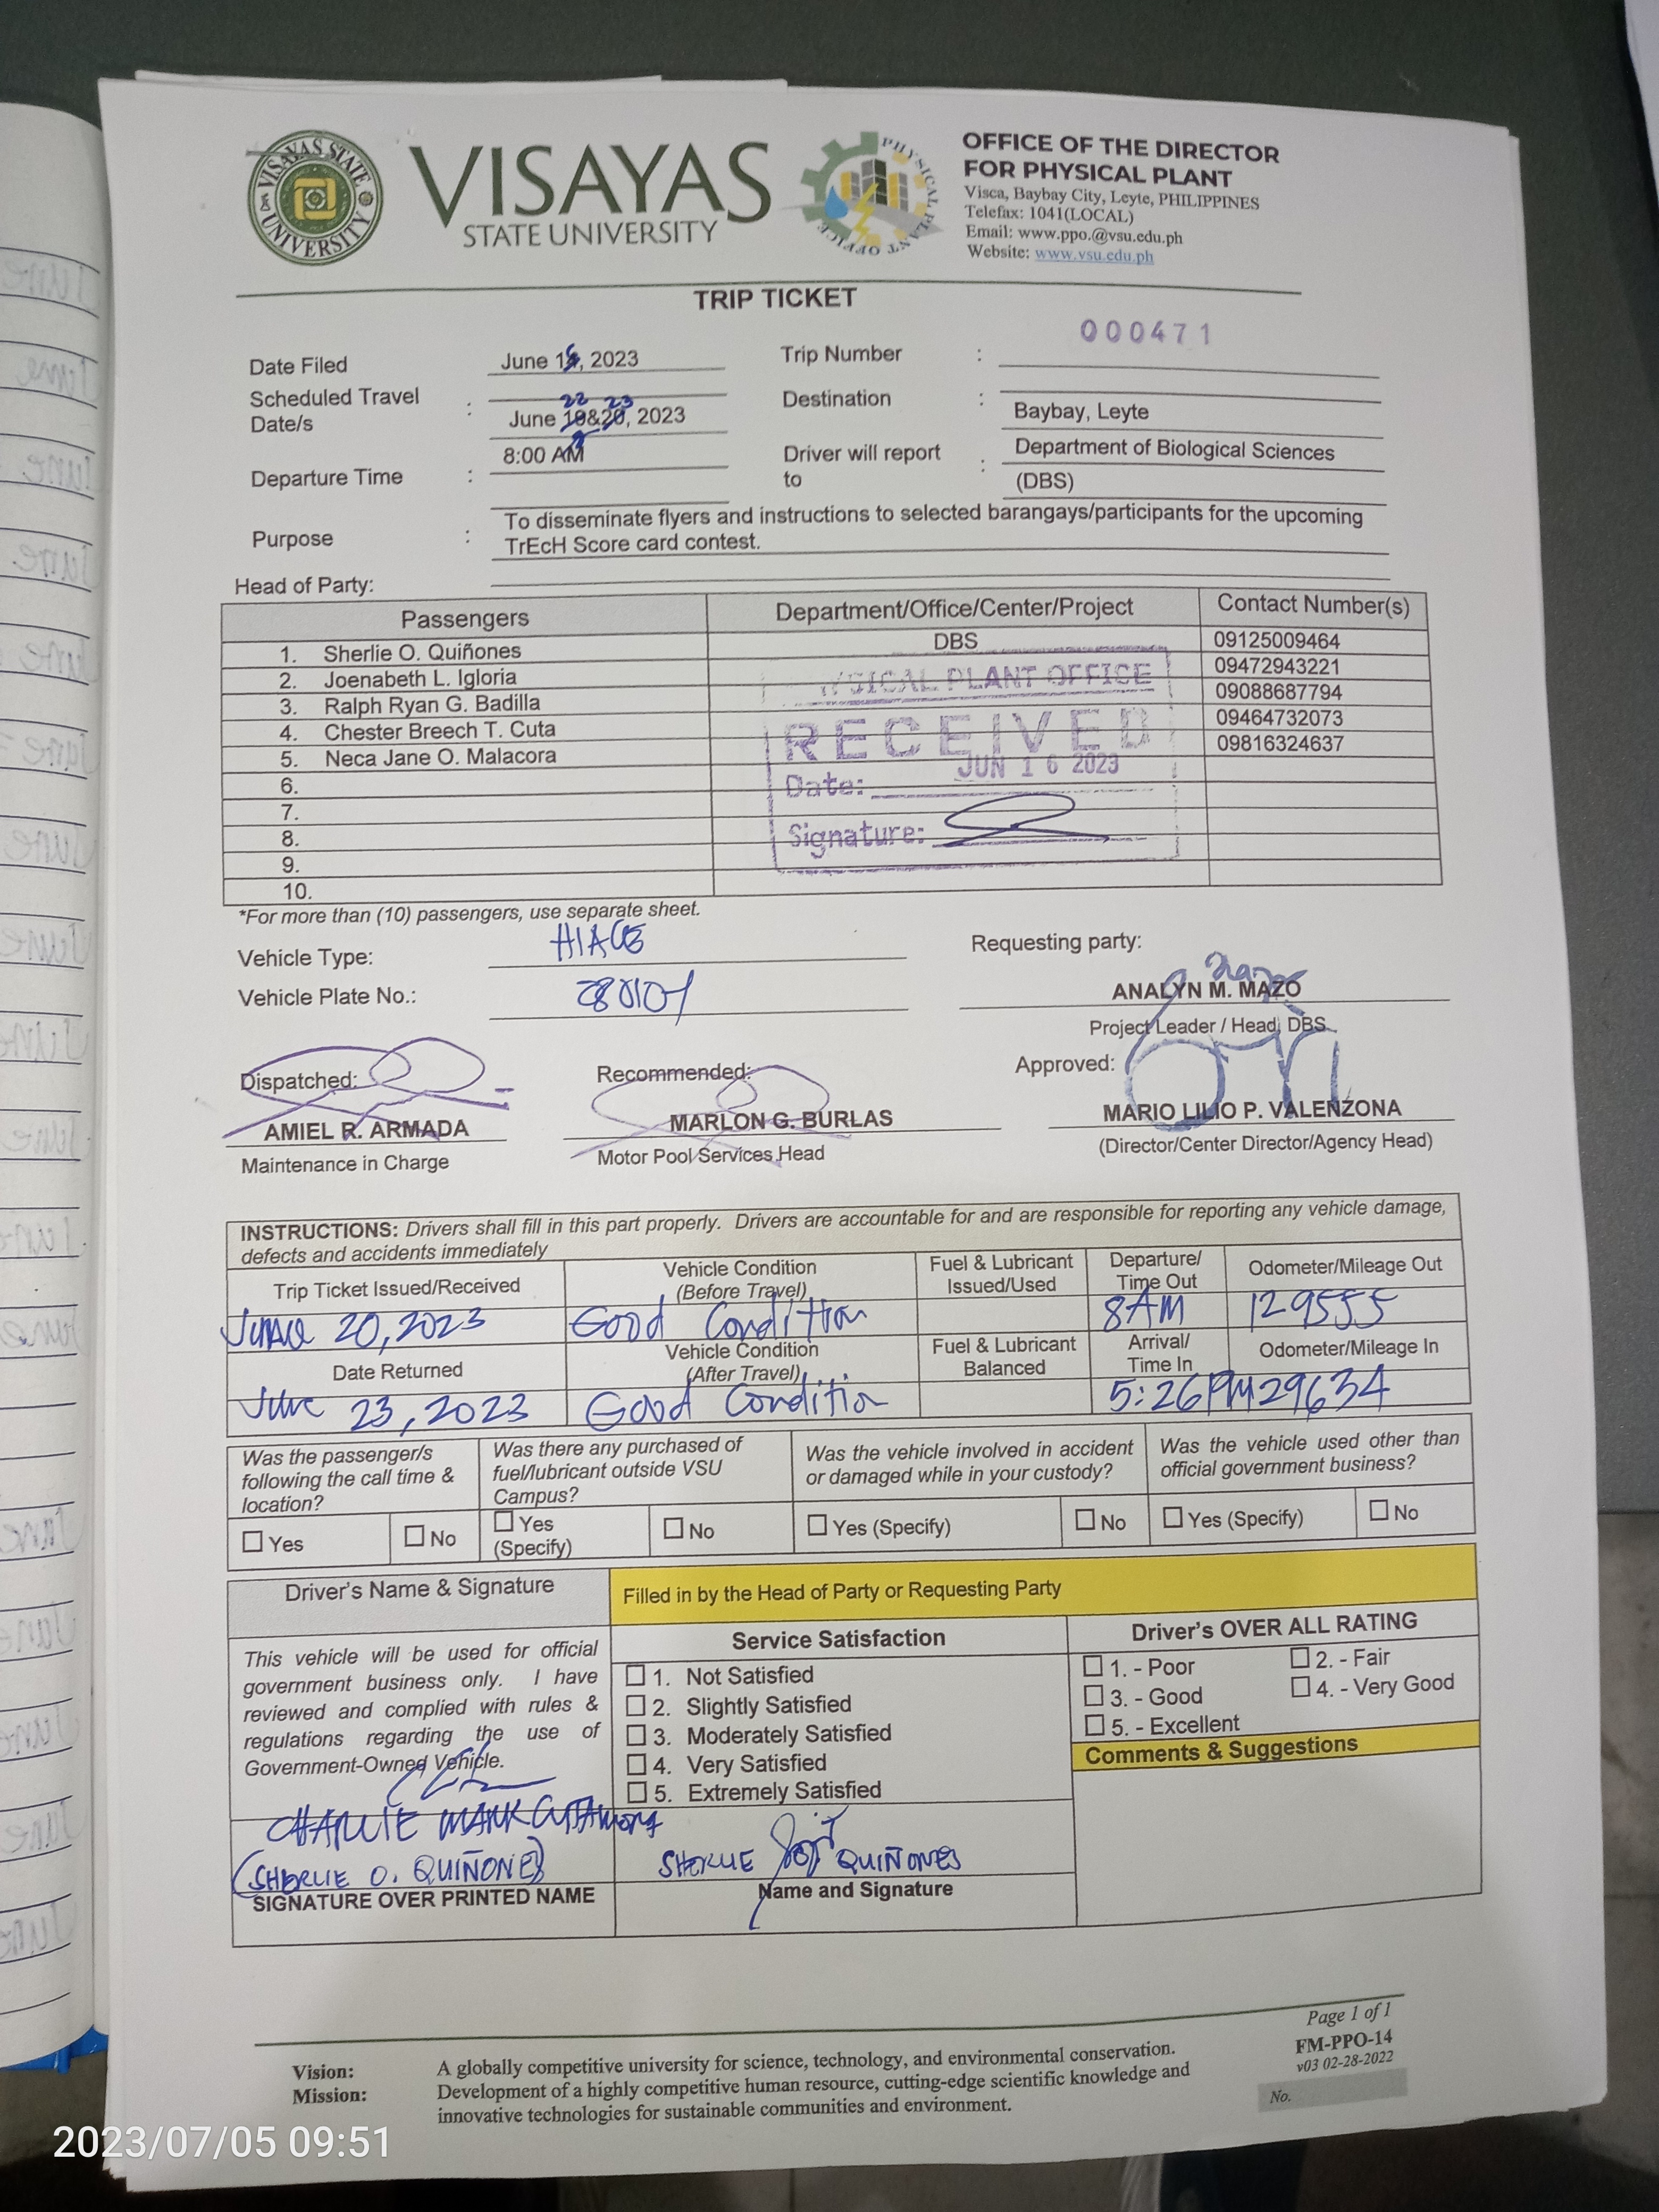 VISAYAS STATE UNIVERSITY
VISAYAS
STATE UNIVERSITY
PHYSICAL PLANT OFFICE
OFFICE OF THE DIRECTOR
FOR PHYSICAL PLANT
Visca, Baybay City, Leyte, PHILIPPINES
Telefax: 1041(LOCAL)
Email: www.ppo.@vsu.edu.ph
Website: www.vsu.edu.ph
TRIP TICKET
000471
Date Filed June , 2023 Trip Number :
22 23
Scheduled Travel Date/s : June 19&20, 2023 Destination : Baybay, Leyte
Departure Time : 8:00 AM Driver will report to : Department of Biological Sciences (DBS)
Purpose : To disseminate flyers and instructions to selected barangays/participants for the upcoming
TrEcH Score card contest.
Head of Party:
Passengers Department/Office/Center/Project Contact Number(s)
1. Sherlie O. Quiñones DBS 09125009464
2. Joenabeth L. Igloria 09472943221
3. Ralph Ryan G. Badilla 09088687794
4. Chester Breech T. Cuta 09464732073
5. Neca Jane O. Malacora 09816324637
6.
7.
8.
9.
10.
YSICAL PLANT OFFICE
RECEIVED
Date: JUN 16 2023
Signature:
*For more than (10) passengers, use separate sheet.
Vehicle Type: HIACE Requesting party:
Vehicle Plate No.: ANALYN M. MAZO
Project Leader / Head, DBS
Dispatched: Recommended: Approved:
AMIEL R. ARMADA MARLON G. BURLAS MARIO LILIO P. VALENZONA
Maintenance in Charge Motor Pool Services Head (Director/Center Director/Agency Head)
INSTRUCTIONS: Drivers shall fill in this part properly. Drivers are accountable for and are responsible for reporting any vehicle damage,
defects and accidents immediately
Trip Ticket Issued/Received Vehicle Condition (Before Travel) Fuel & Lubricant Issued/Used Departure/ Time Out Odometer/Mileage Out
20, 2023 Good Condition 8AM 129555
Date Returned Vehicle Condition (After Travel) Fuel & Lubricant Balanced Arrival/ Time In Odometer/Mileage In
June 23, 2023 Good Condition 5:26PM 129634
Was the passenger/s following the call time & location? Was there any purchased of fuel/lubricant outside VSU Campus? Was the vehicle involved in accident or damaged while in your custody? Was the vehicle used other than official government business?
Yes No Yes (Specify) No Yes (Specify) No Yes (Specify) No
Driver's Name & Signature Filled in by the Head of Party or Requesting Party
This vehicle will be used for official
government business only. I have
reviewed and complied with rules &
regulations regarding the use of
Government-Owned Vehicle.
CHARLIE MARK
(SHERLIE O. QUIÑONES)
SIGNATURE OVER PRINTED NAME
Service Satisfaction
1. Not Satisfied
2. Slightly Satisfied
3. Moderately Satisfied
4. Very Satisfied
5. Extremely Satisfied
SHERLIE QUIÑONES
Name and Signature
Driver's OVER ALL RATING
1. - Poor 2. - Fair
3. - Good 4. - Very Good
5. - Excellent
Comments & Suggestions
Page 1 of 1
FM-PPO-14
v03 02-28-2022
No.
Vision: A globally competitive university for science, technology, and environmental conservation.
Mission: Development of a highly competitive human resource, cutting-edge scientific knowledge and
innovative technologies for sustainable communities and environment.
2023/07/05 09:51